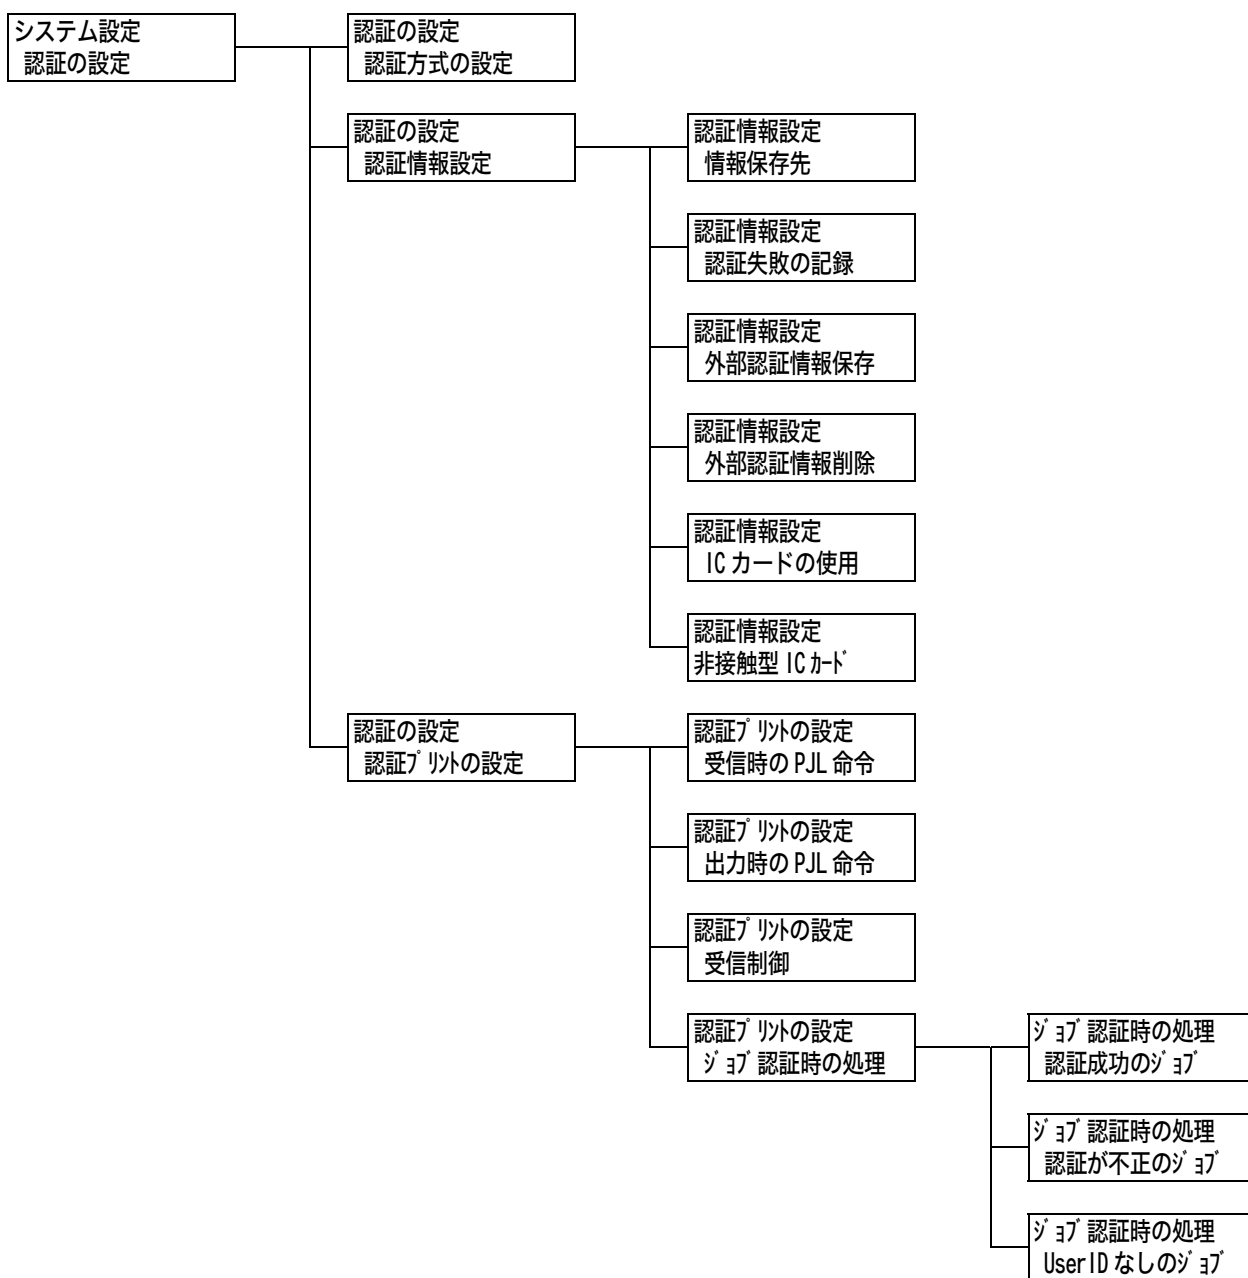 システム設定
認証の設定
認証の設定
認証方式の設定
認証の設定
認証情報設定
認証情報設定
情報保存先
認証情報設定
認証失敗の記録
認証情報設定
外部認証情報保存
認証情報設定
外部認証情報削除
認証情報設定
IC カードの使用
認証情報設定
非接触型 IC ｶｰﾄﾞ
認証の設定
認証ﾌﾟﾘﾝﾄの設定
認証ﾌﾟﾘﾝﾄの設定
受信時の PJL 命令
認証ﾌﾟﾘﾝﾄの設定
出力時の PJL 命令
認証ﾌﾟﾘﾝﾄの設定
受信制御
認証ﾌﾟﾘﾝﾄの設定
ｼﾞｮﾌﾞ認証時の処理
ｼﾞｮﾌﾞ認証時の処理
認証成功のｼﾞｮﾌﾞ
ｼﾞｮﾌﾞ認証時の処理
認証が不正のｼﾞｮﾌﾞ
ｼﾞｮﾌﾞ認証時の処理
UserID なしのｼﾞｮﾌﾞ